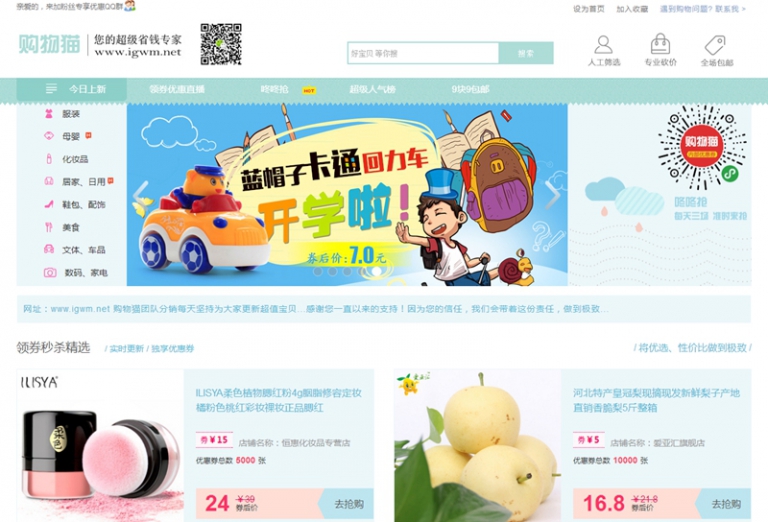 亲爱的，来加粉丝专享优惠QQ群
设为首页 加入收藏 遇到购物问题？联系我 >
购物猫 您的超级省钱专家
www.igwm.net
好宝贝 等你搜 搜索
人工筛选 专业砍价 全场包邮
今日上新 领券优惠直播 咚咚抢 HOT 超级人气榜 9块9包邮
服装
母婴
化妆品
居家、日用
鞋包、配饰
美食
文体、车品
数码、家电
蓝帽子卡通回力车
开学啦!
券后价: 7.0元
购物猫
咚咚抢
每天三场 准时来抢
网址：www.igwm.net 购物猫团队分销每天坚持为大家更新超值宝贝...感谢您一直以来的支持！因为您的信任，我们会带着这份责任，做到极致...
领券秒杀精选 / 实时更新 / 独享优惠券 / 将优选、性价比做到极致 /
ILISYA
ILISYA柔色植物腮红粉4g胭脂修容定妆
橘粉色桃红彩妆裸妆正品腮红
券 ¥15 店铺名称：恒惠化妆品专营店
优惠券总数 5000 张
24 ¥39 券后价 去抢购
河北特产皇冠梨现摘现发新鲜梨子产地
直销香脆梨5斤整箱
券 ¥5 店铺名称：爱亚汇旗舰店
优惠券总数 10000 张
16.8 ¥21.8 券后价 去抢购